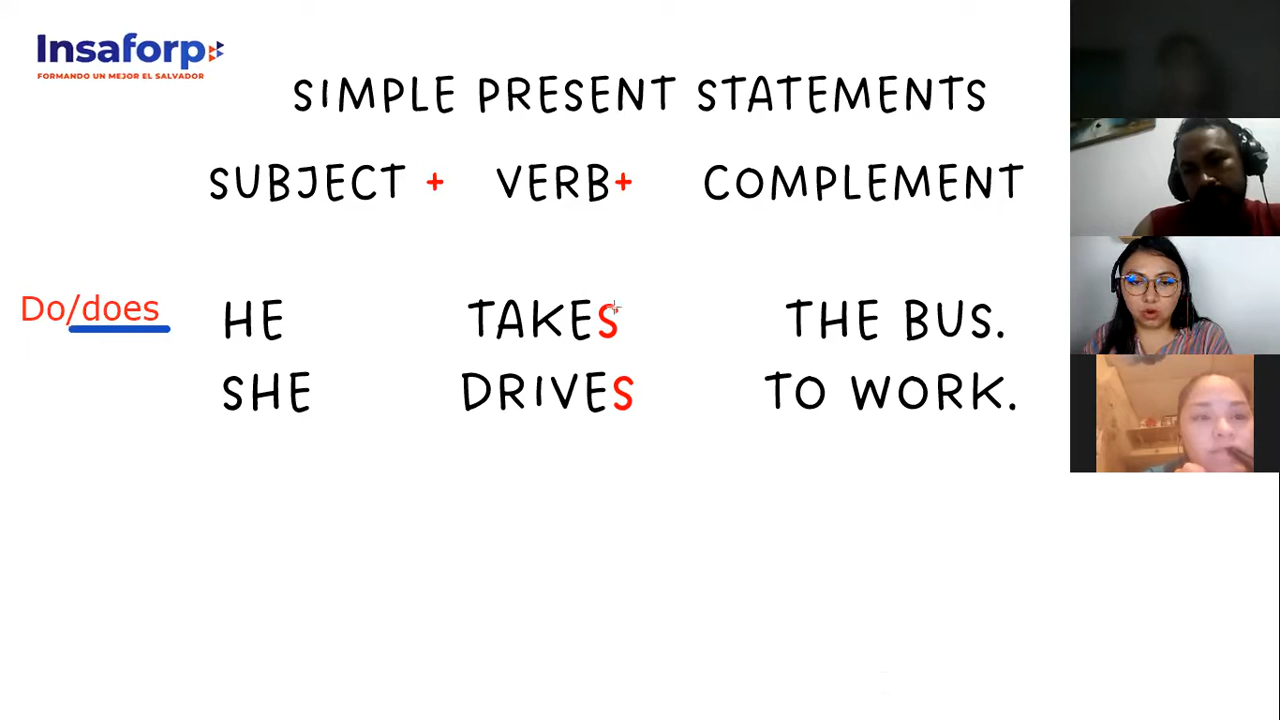 Insaforp
FORMANDO UN MEJOR EL SALVADOR
SIMPLE PRESENT STATEMENTS
SUBJECT + VERB+ COMPLEMENT
Do/does HE TAKES THE BUS.
SHE DRIVES TO WORK.